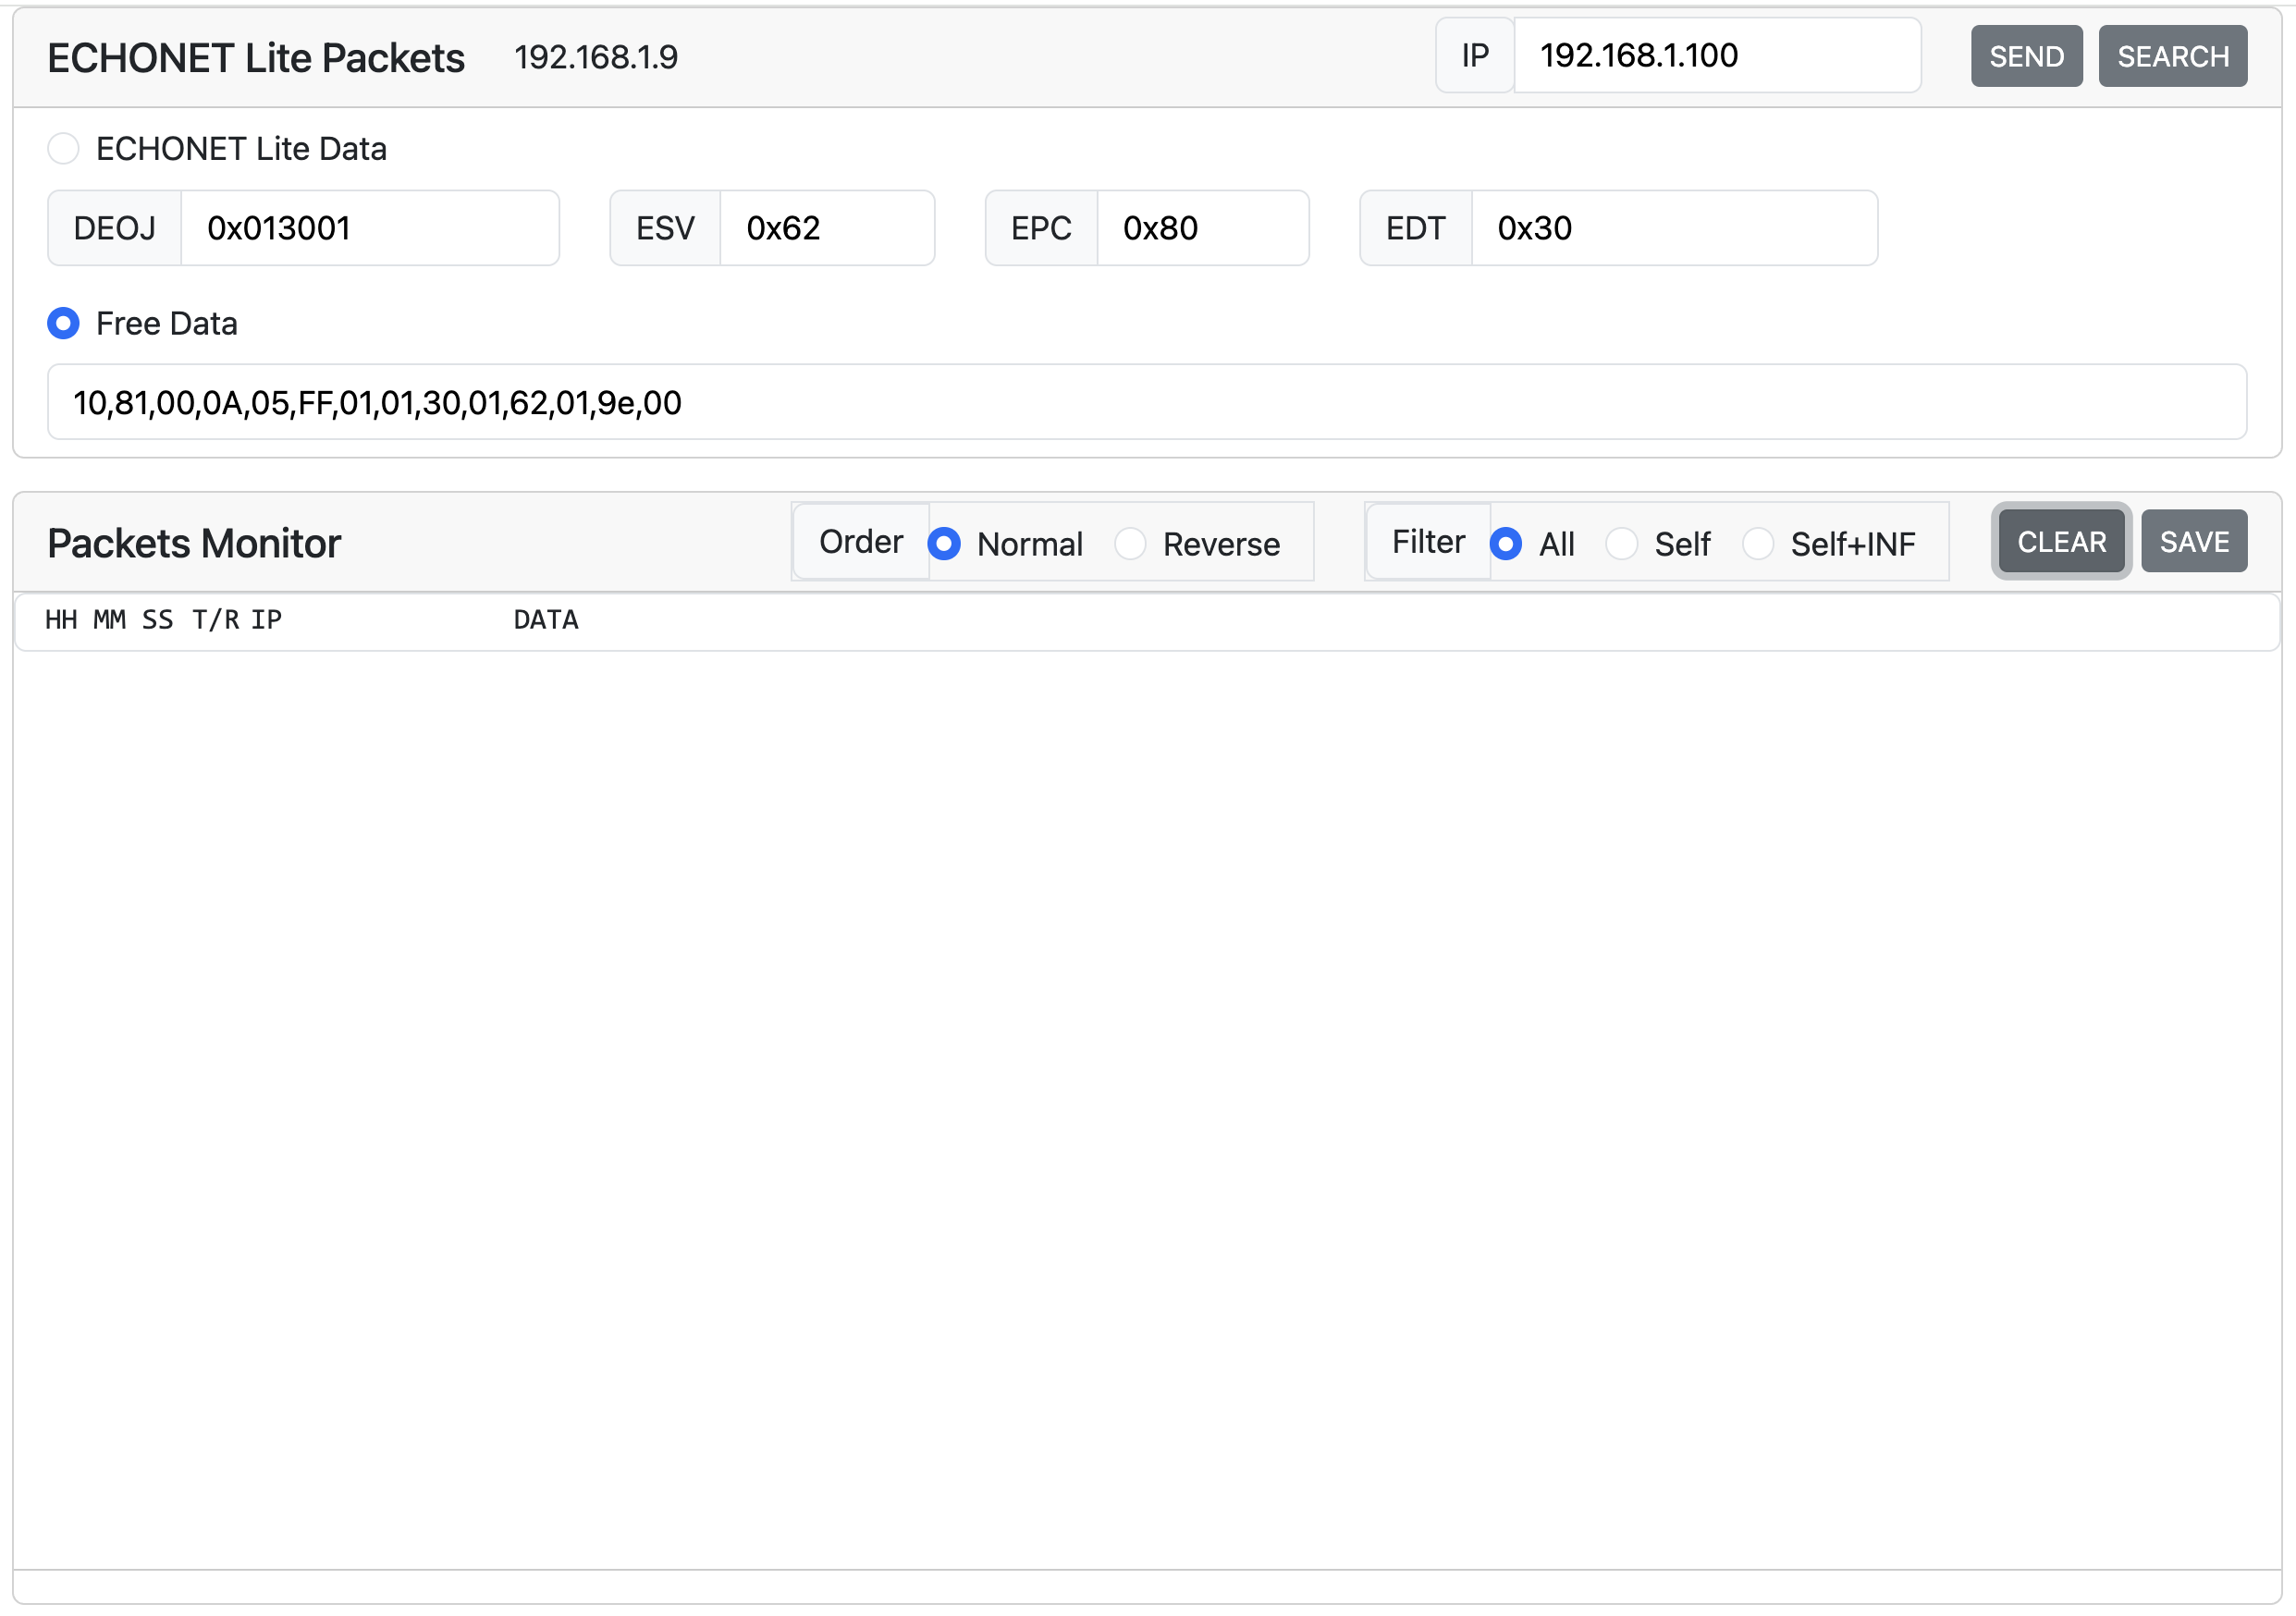 ECHONET Lite Packets 192.168.1.9 IP 192.168.1.100 SEND SEARCH
ECHONET Lite Data
DEOJ 0x013001 ESV 0x62 EPC 0x80 EDT 0x30
Free Data
10,81,00,0A,05,FF,01,01,30,01,62,01,9e,00
Packets Monitor Order Normal Reverse Filter All Self Self+INF CLEAR SAVE
HH MM SS T/R IP DATA